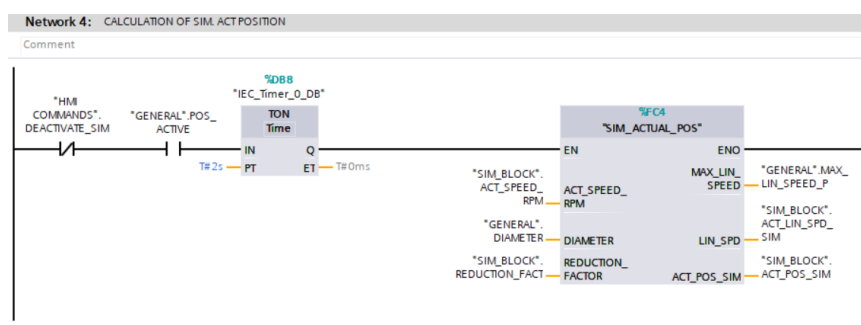 Network 4: CALCULATION OF SIM. ACT POSITION
Comment
"HMI
COMMANDS".
DEACTIVATE_SIM
"GENERAL".POS_
ACTIVE
%DB8
"IEC_Timer_0_DB"
TON
Time
IN Q
T#2s PT ET T#0ms
%FC4
"SIM_ACTUAL_POS"
EN ENO
"SIM_BLOCK".
ACT_SPEED_
RPM
ACT_SPEED_
RPM
MAX_LIN_
SPEED
"GENERAL".MAX_
LIN_SPEED_P
"GENERAL".
DIAMETER
DIAMETER
LIN_SPD
"SIM_BLOCK".
ACT_LIN_SPD_
SIM
"SIM_BLOCK".
REDUCTION_FACT
REDUCTION_
FACTOR
ACT_POS_SIM
"SIM_BLOCK".
ACT_POS_SIM